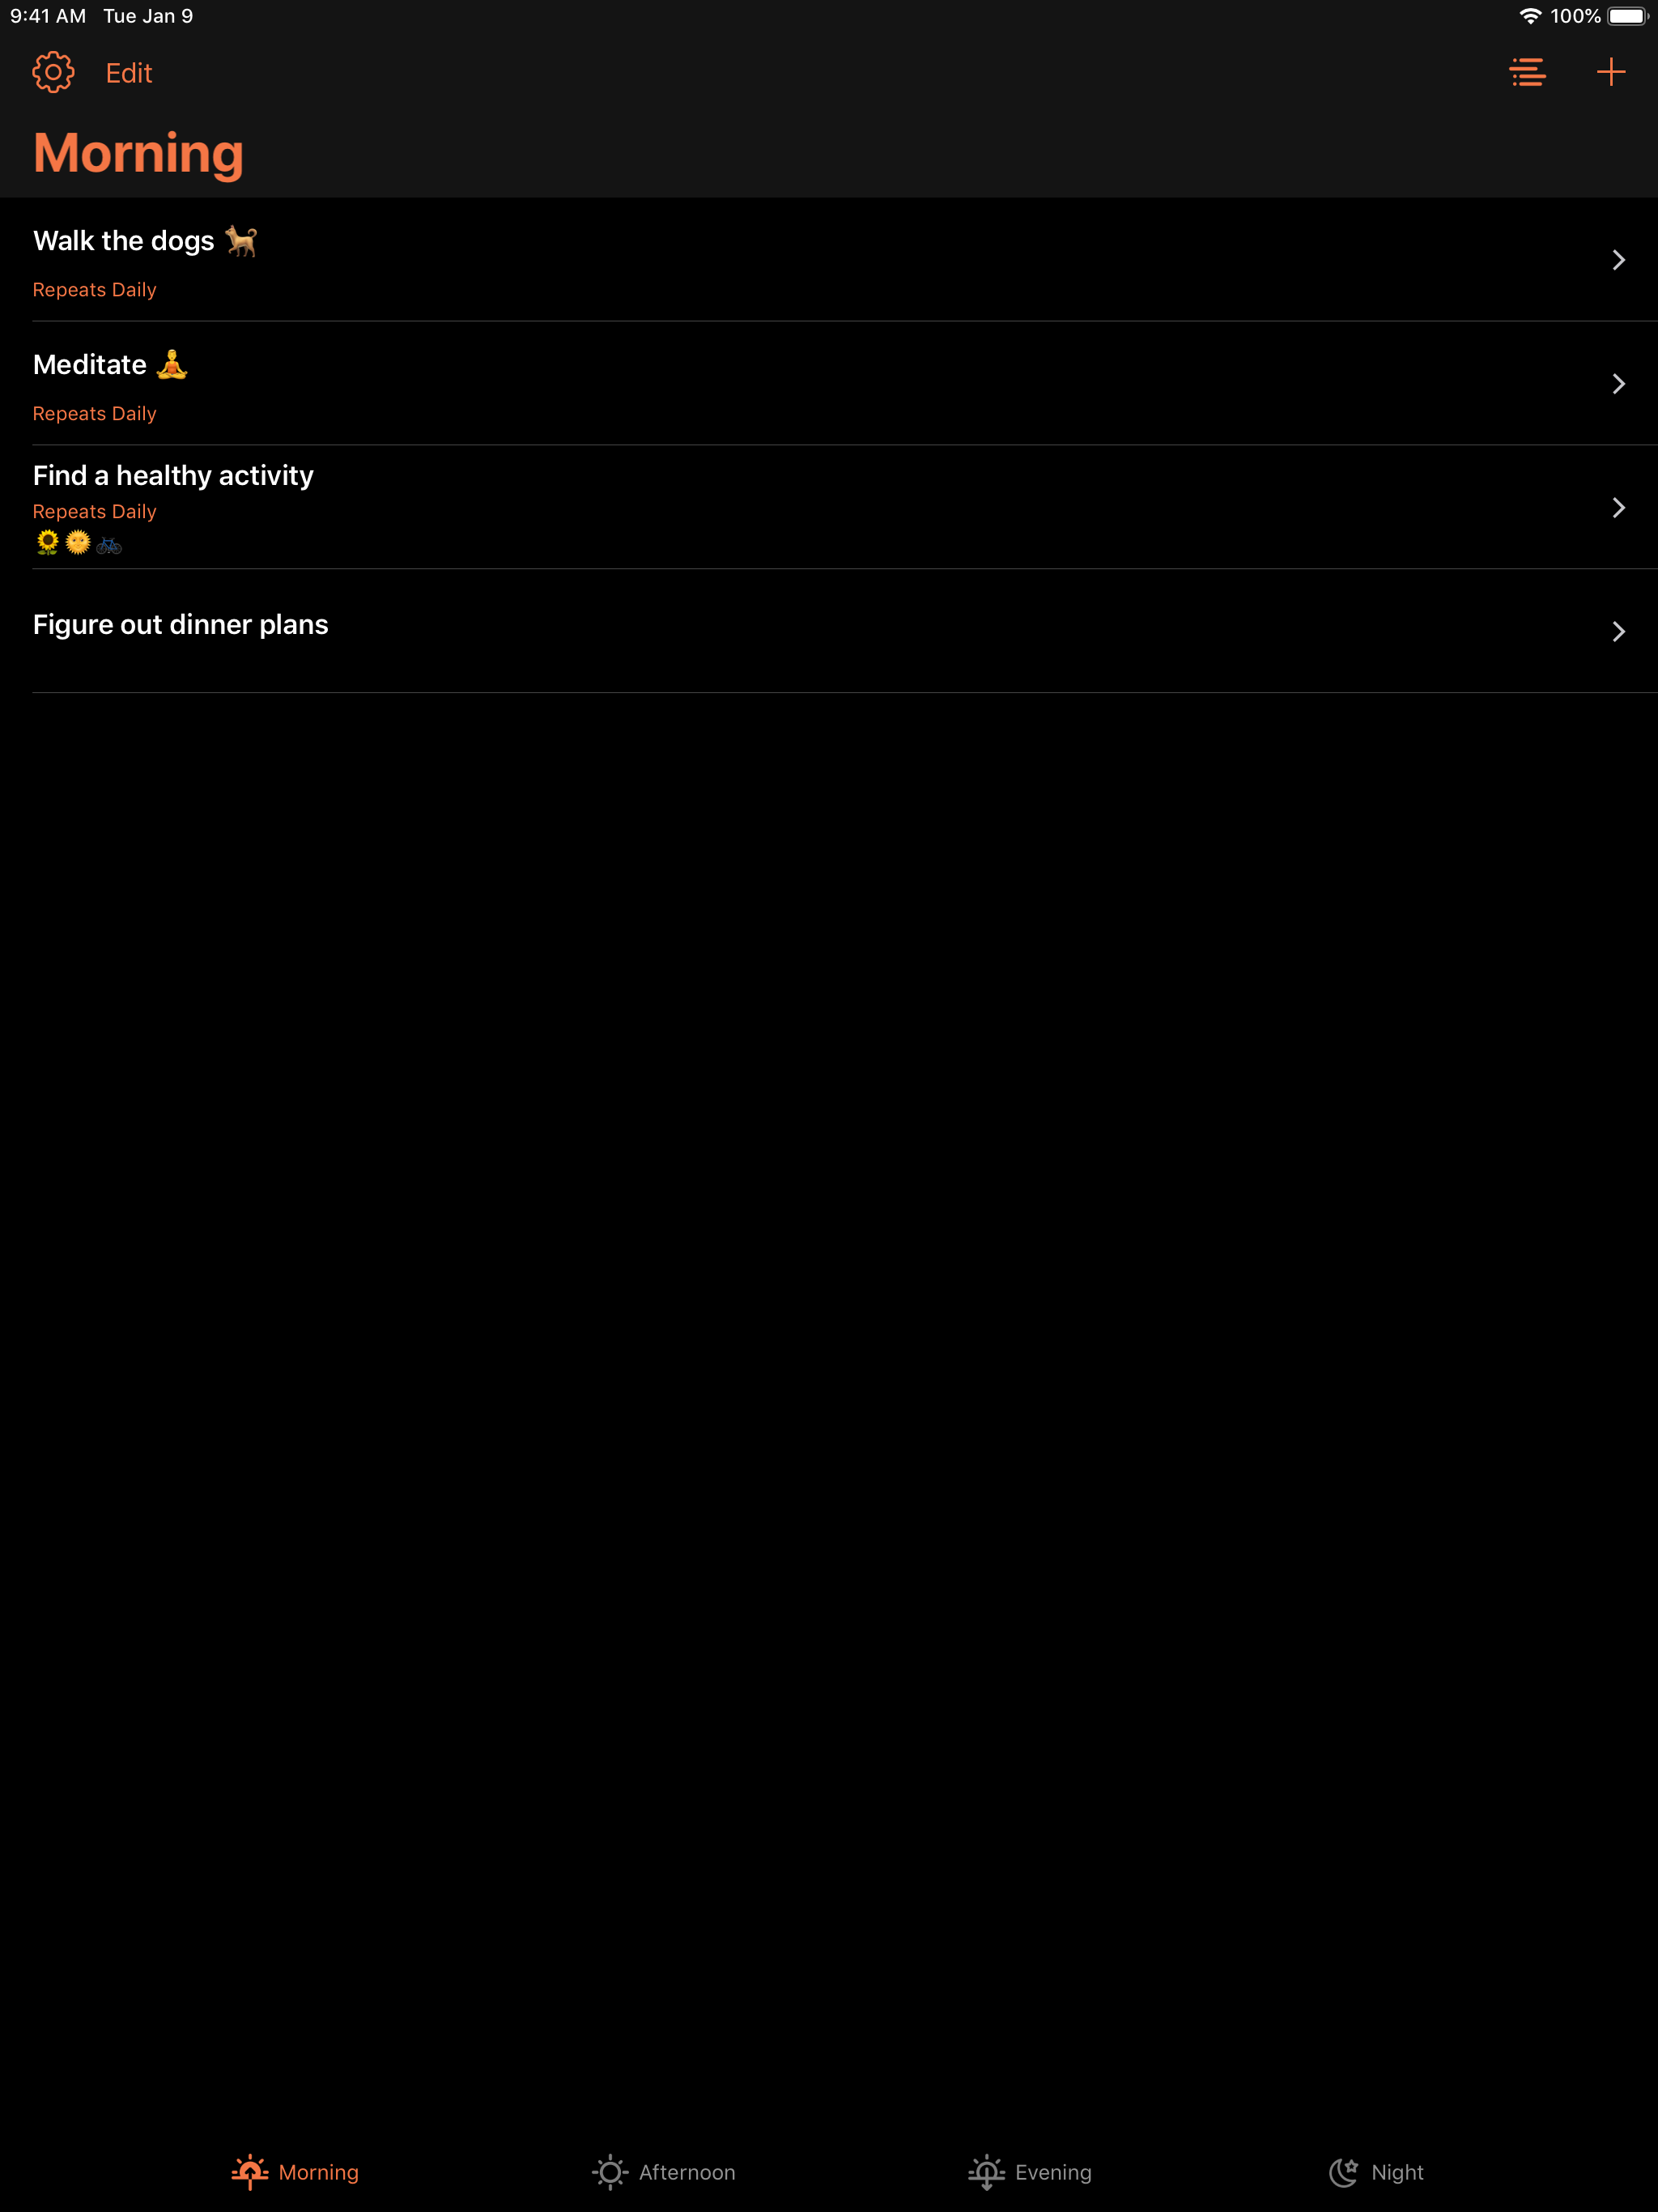 9:41 AM Tue Jan 9 100%
Edit
Morning
Walk the dogs 🐕
Repeats Daily
Meditate 🧘
Repeats Daily
Find a healthy activity
Repeats Daily
🌻🌞🚲
Figure out dinner plans
Morning Afternoon Evening Night